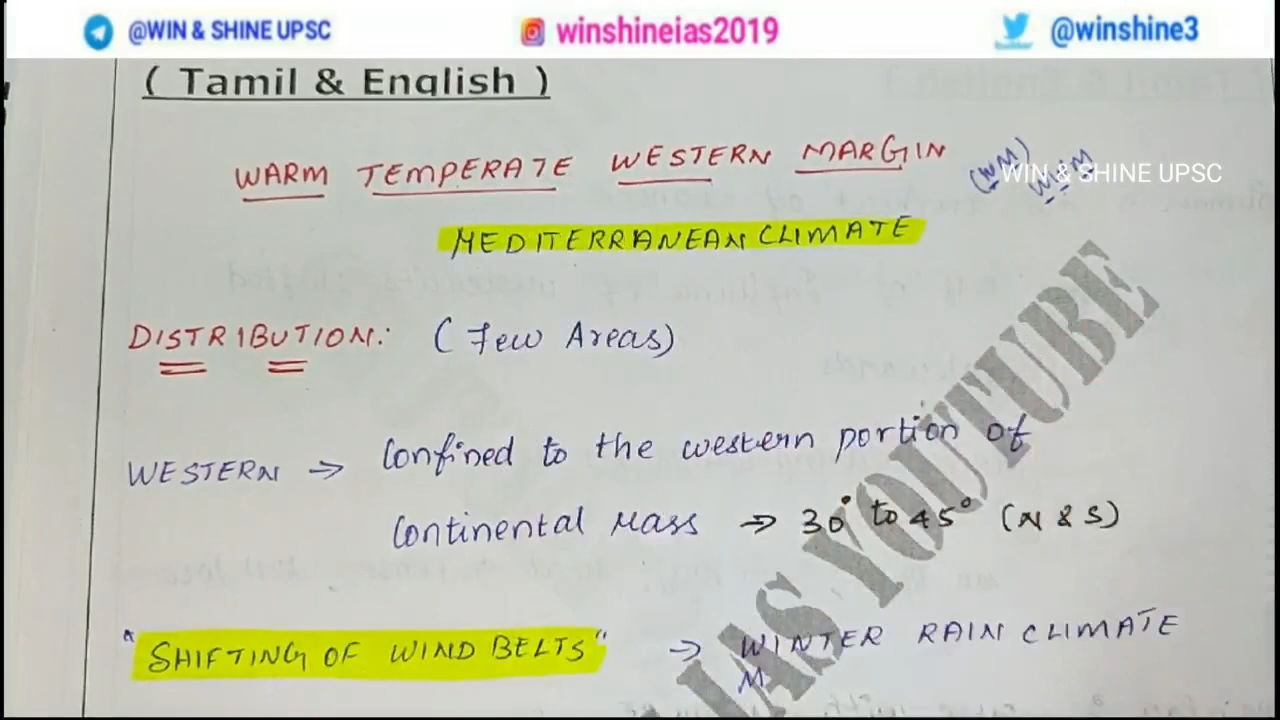 @WIN & SHINE UPSC winshineias2019 @winshine3
( Tamil & English )
WARM TEMPERATE WESTERN MARGIN (WM)
WIN & SHINE UPSC
MEDITERRANEAN CLIMATE
DISTRIBUTION: (Few Areas)
WESTERN → Confined to the western portion of
Continental Mass → 30° to 45° (N & S)
"SHIFTING OF WIND BELTS" → WINTER RAIN CLIMATE
M
IAS YOUTUBE